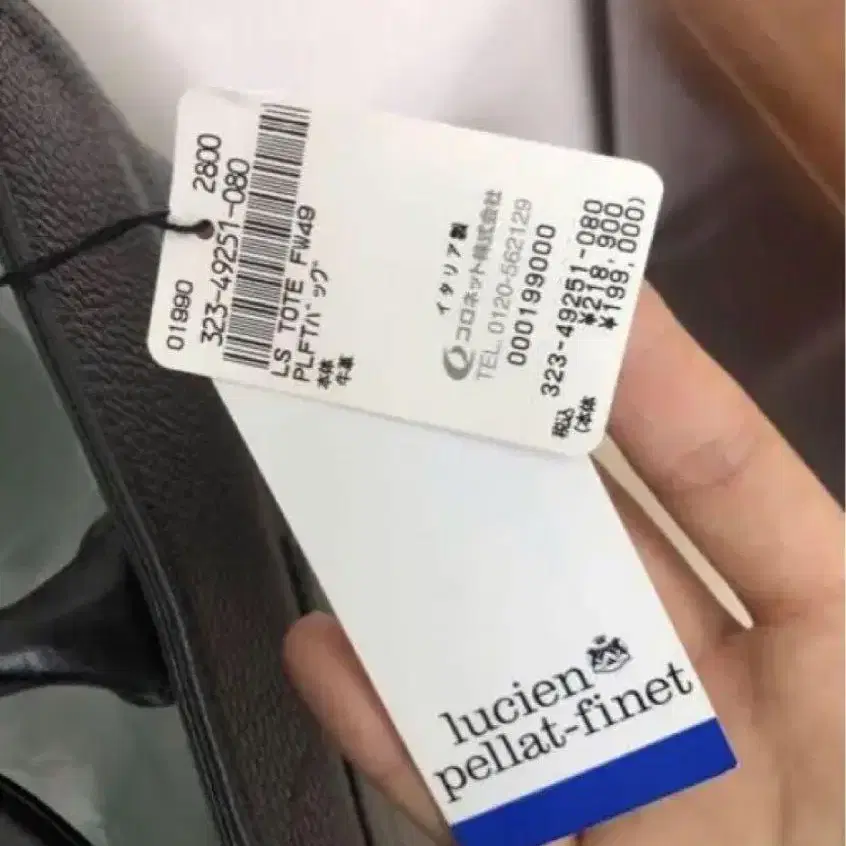 01990 2800
323-49251-080
LS TOTE FW49
PLFTバッグ
本体
牛革
イタリア製
コロネット株式会社
TEL. 0120-562129
000199000
323-49251-080
税込 ¥218,900
(本体 ¥199,000)
lucien
pellat-finet